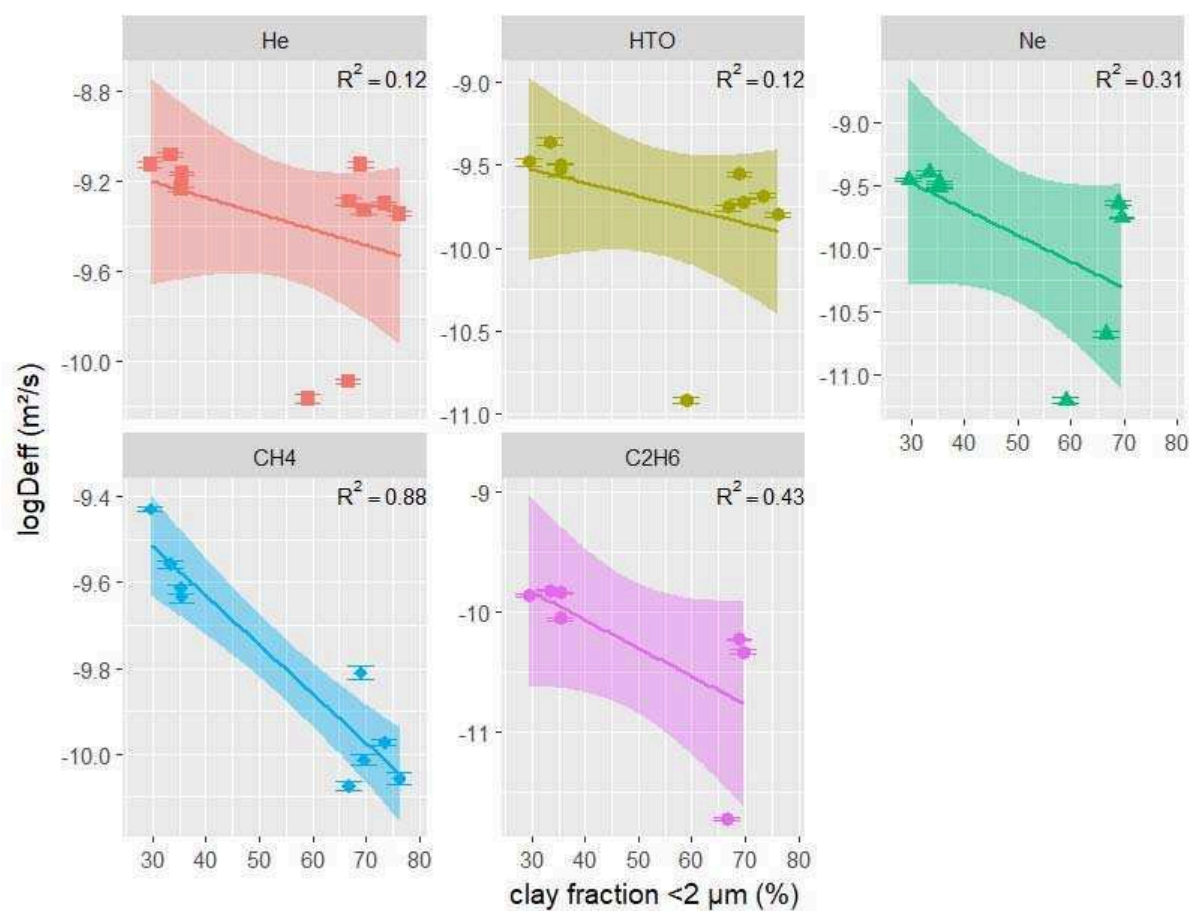 He
HTO
Ne
R² = 0.12
R² = 0.12
R² = 0.31
-8.8
-9.2
-9.6
-10.0
-9.0
-9.5
-10.0
-10.5
-11.0
-9.0
-9.5
-10.0
-10.5
-11.0
30 40 50 60 70 80
logDeff (m²/s)
CH4
C2H6
R² = 0.88
R² = 0.43
-9.4
-9.6
-9.8
-10.0
-9
-10
-11
30 40 50 60 70 80
30 40 50 60 70 80
clay fraction <2 µm (%)